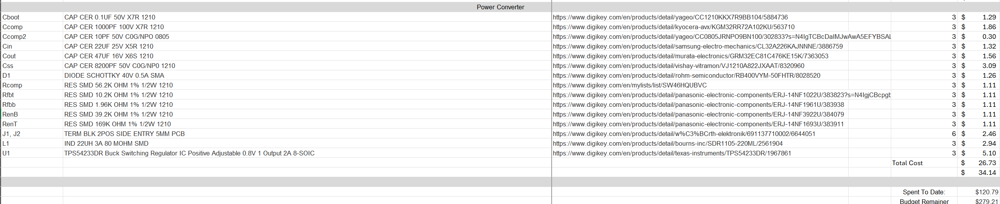 Power Converter
Cboot CAP CER 0.1UF 50V X7R 1210 https://www.digikey.com/en/products/detail/yageo/CC1210KKX7R9BB104/5884736 3 $ 1.29
Ccomp CAP CER 1000PF 100V X7R 1210 https://www.digikey.com/en/products/detail/kyocera-avx/KGM32RR72A102KU/563710 3 $ 1.86
Ccomp2 CAP CER 10PF 50V C0G/NPO 0805 https://www.digikey.com/en/products/detail/yageo/CC0805JRNPO9BN100/302833?s=N4IgTCBcDaIMJwAwA5EFYBSAI 3 $ 0.30
Cin CAP CER 22UF 25V X5R 1210 https://www.digikey.com/en/products/detail/samsung-electro-mechanics/CL32A226KAJNNNE/3886759 3 $ 1.32
Cout CAP CER 47UF 16V X6S 1210 https://www.digikey.com/en/products/detail/murata-electronics/GRM32EC81C476KE15K/7363053 3 $ 1.56
Css CAP CER 8200PF 50V C0G/NP0 1210 https://www.digikey.com/en/products/detail/vishay-vitramon/VJ1210A822JXAAT/8320960 3 $ 3.09
D1 DIODE SCHOTTKY 40V 0.5A SMA https://www.digikey.com/en/products/detail/rohm-semiconductor/RB400VYM-50FHTR/8028520 3 $ 1.26
Rcomp RES SMD 56.2K OHM 1% 1/2W 1210 https://www.digikey.com/en/mylists/list/SW46HQUBVC 3 $ 1.11
Rfbt RES SMD 10.2K OHM 1% 1/2W 1210 https://www.digikey.com/en/products/detail/panasonic-electronic-components/ERJ-14NF1022U/383823?s=N4IgjCBcpgb 3 $ 1.11
Rfbb RES SMD 1.96K OHM 1% 1/2W 1210 https://www.digikey.com/en/products/detail/panasonic-electronic-components/ERJ-14NF1961U/383938 3 $ 1.11
RenB RES SMD 39.2K OHM 1% 1/2W 1210 https://www.digikey.com/en/products/detail/panasonic-electronic-components/ERJ-14NF3922U/384079 3 $ 1.11
RenT RES SMD 169K OHM 1% 1/2W 1210 https://www.digikey.com/en/products/detail/panasonic-electronic-components/ERJ-14NF1693U/383911 3 $ 1.11
J1, J2 TERM BLK 2POS SIDE ENTRY 5MM PCB https://www.digikey.com/en/products/detail/w%C3%BCrth-elektronik/691137710002/6644051 6 $ 2.46
L1 IND 22UH 3A 80 MOHM SMD https://www.digikey.com/en/products/detail/bourns-inc/SDR1105-220ML/2561904 3 $ 2.94
U1 TPS54233DR Buck Switching Regulator IC Positive Adjustable 0.8V 1 Output 2A 8-SOIC https://www.digikey.com/en/products/detail/texas-instruments/TPS54233DR/1967861 3 $ 5.10
Total Cost $ 26.73
$ 34.14
Spent To Date: $120.79
Budget Remainer $279.21